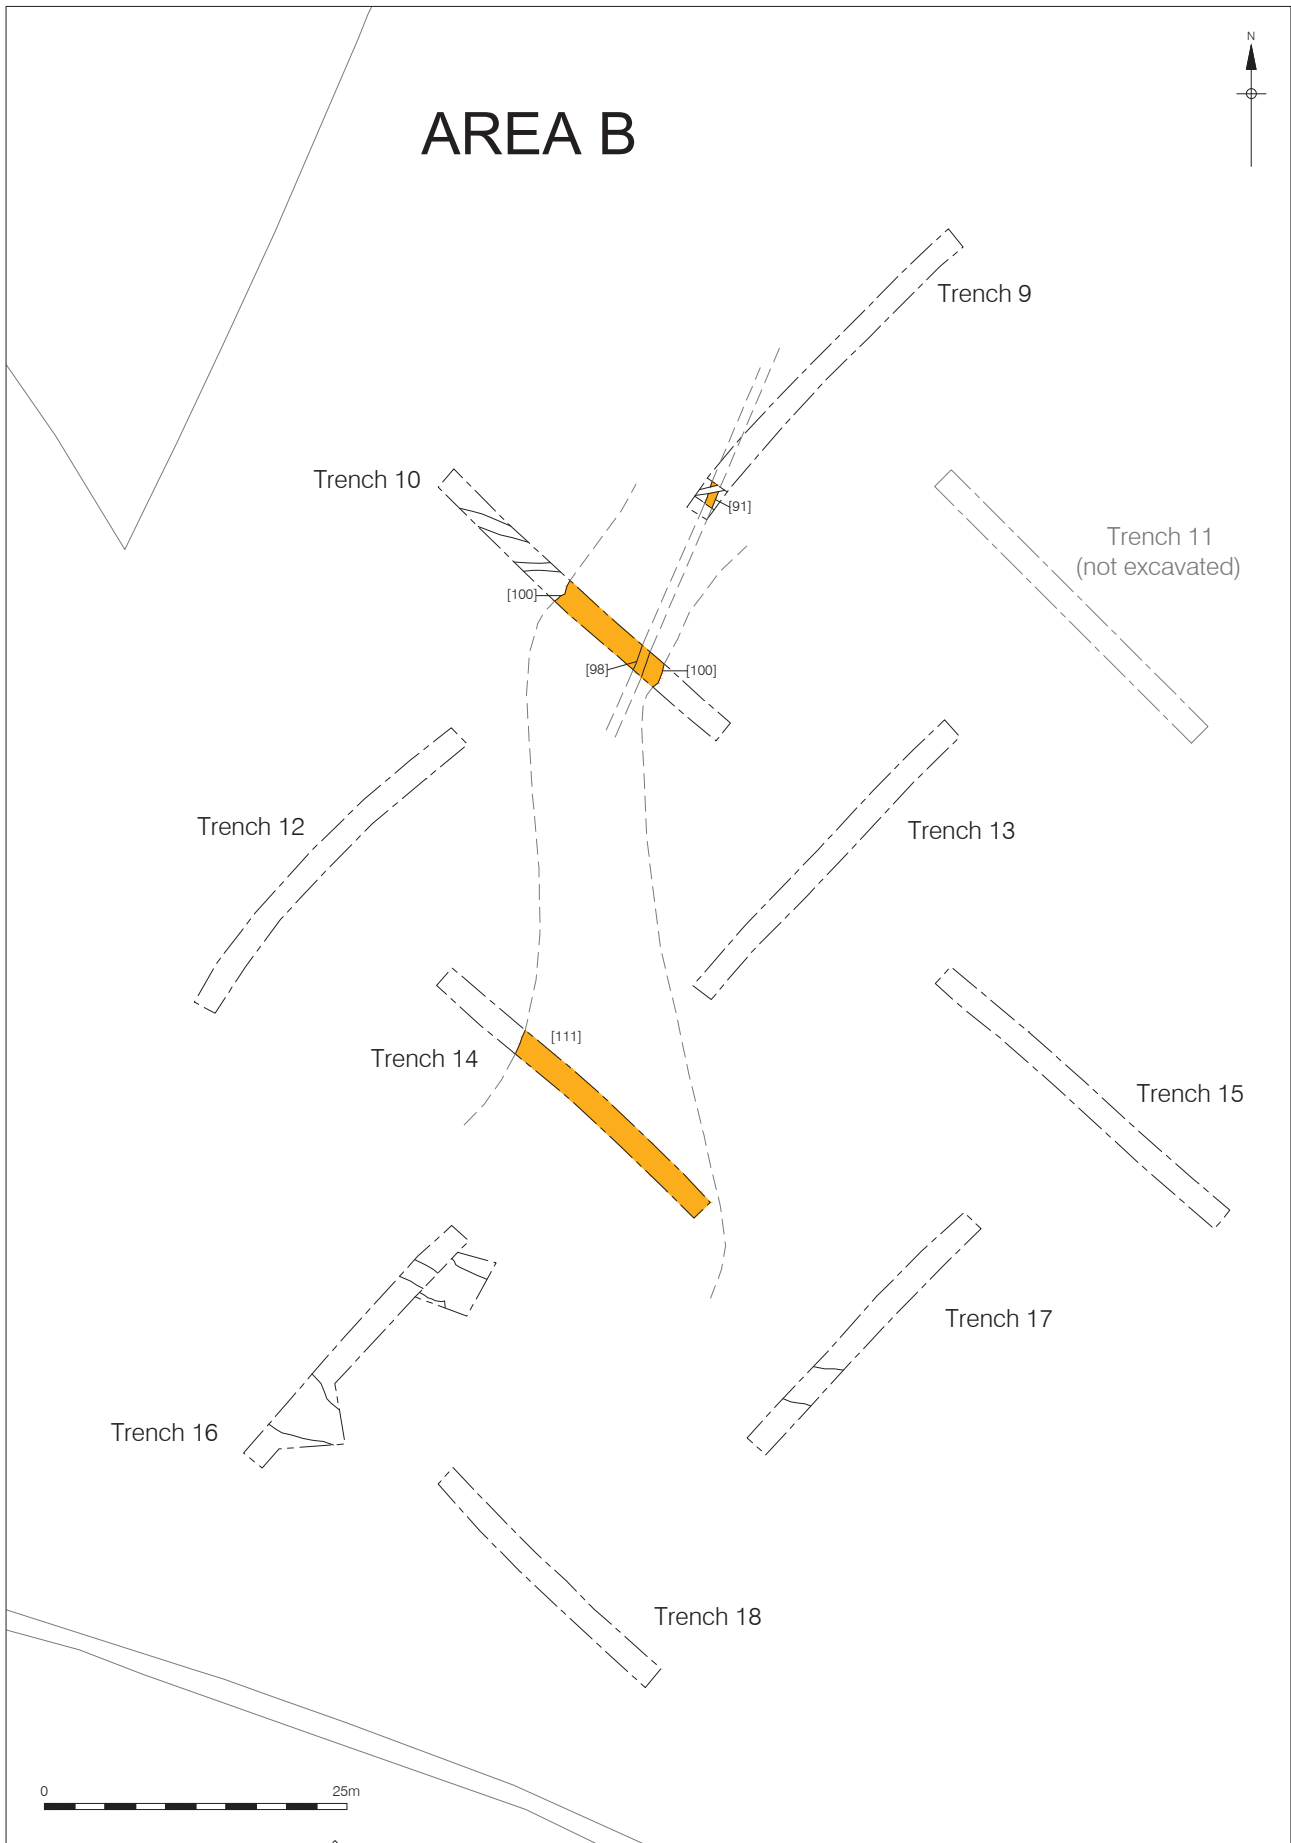 N
AREA B
Trench 9
Trench 10
[91]
Trench 11
(not excavated)
[100]
[98]
[100]
Trench 12
Trench 13
[111]
Trench 14
Trench 15
Trench 17
Trench 16
Trench 18
0 25m